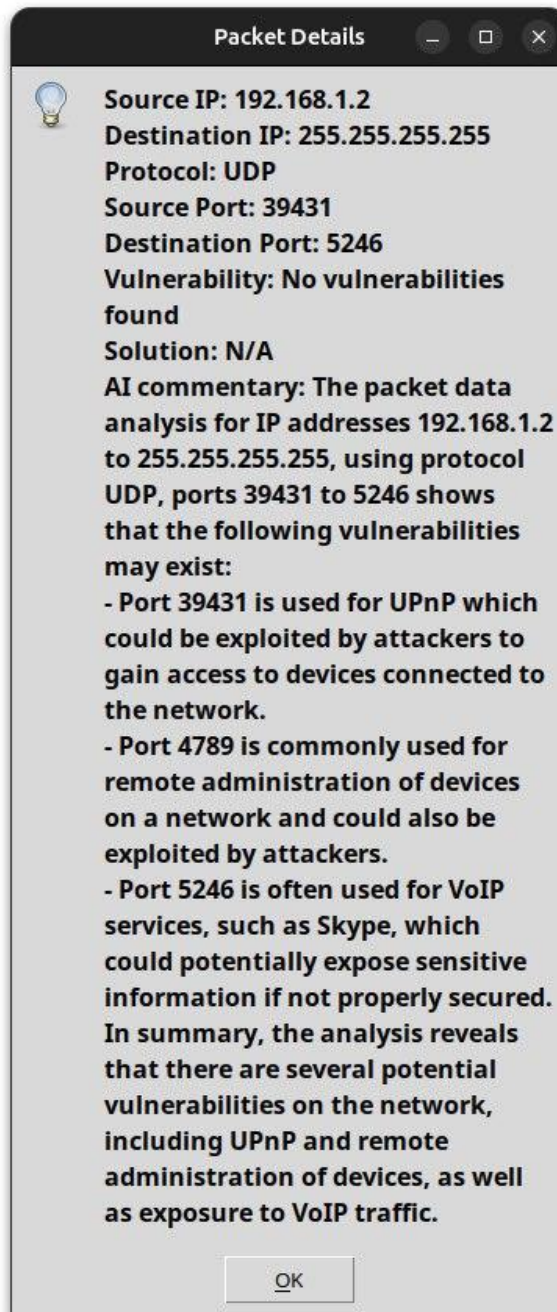 Packet Details
Source IP: 192.168.1.2
Destination IP: 255.255.255.255
Protocol: UDP
Source Port: 39431
Destination Port: 5246
Vulnerability: No vulnerabilities
found
Solution: N/A
AI commentary: The packet data
analysis for IP addresses 192.168.1.2
to 255.255.255.255, using protocol
UDP, ports 39431 to 5246 shows
that the following vulnerabilities
may exist:
- Port 39431 is used for UPnP which
could be exploited by attackers to
gain access to devices connected to
the network.
- Port 4789 is commonly used for
remote administration of devices
on a network and could also be
exploited by attackers.
- Port 5246 is often used for VoIP
services, such as Skype, which
could potentially expose sensitive
information if not properly secured.
In summary, the analysis reveals
that there are several potential
vulnerabilities on the network,
including UPnP and remote
administration of devices, as well
as exposure to VoIP traffic.
OK